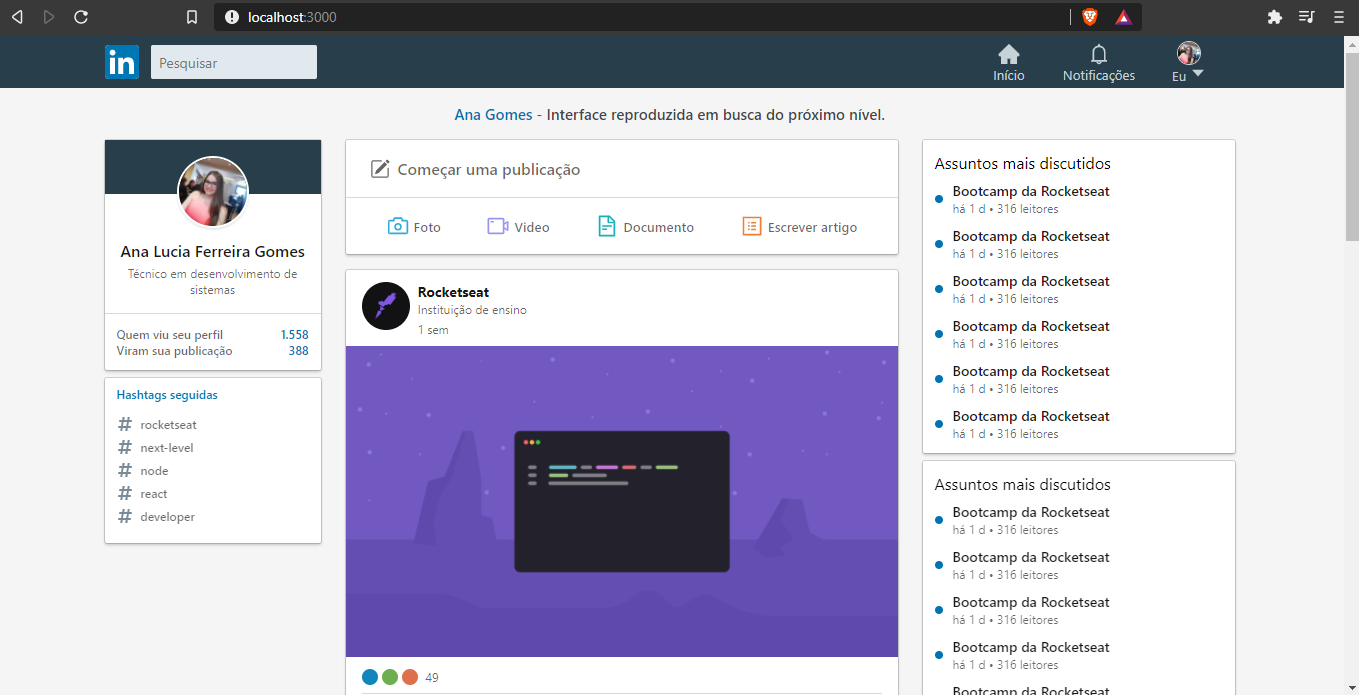 localhost:3000
in
Pesquisar
Início
Notificações
Eu
Ana Gomes - Interface reproduzida em busca do próximo nível.
Ana Lucia Ferreira Gomes
Técnico em desenvolvimento de
sistemas
Quem viu seu perfil 1.558
Viram sua publicação 388
Hashtags seguidas
# rocketseat
# next-level
# node
# react
# developer
Começar uma publicação
Foto
Video
Documento
Escrever artigo
Rocketseat
Instituição de ensino
1 sem
49
Assuntos mais discutidos
Bootcamp da Rocketseat
há 1 d • 316 leitores
Bootcamp da Rocketseat
há 1 d • 316 leitores
Bootcamp da Rocketseat
há 1 d • 316 leitores
Bootcamp da Rocketseat
há 1 d • 316 leitores
Bootcamp da Rocketseat
há 1 d • 316 leitores
Bootcamp da Rocketseat
há 1 d • 316 leitores
Assuntos mais discutidos
Bootcamp da Rocketseat
há 1 d • 316 leitores
Bootcamp da Rocketseat
há 1 d • 316 leitores
Bootcamp da Rocketseat
há 1 d • 316 leitores
Bootcamp da Rocketseat
há 1 d • 316 leitores
Bootcamp da Rocketseat